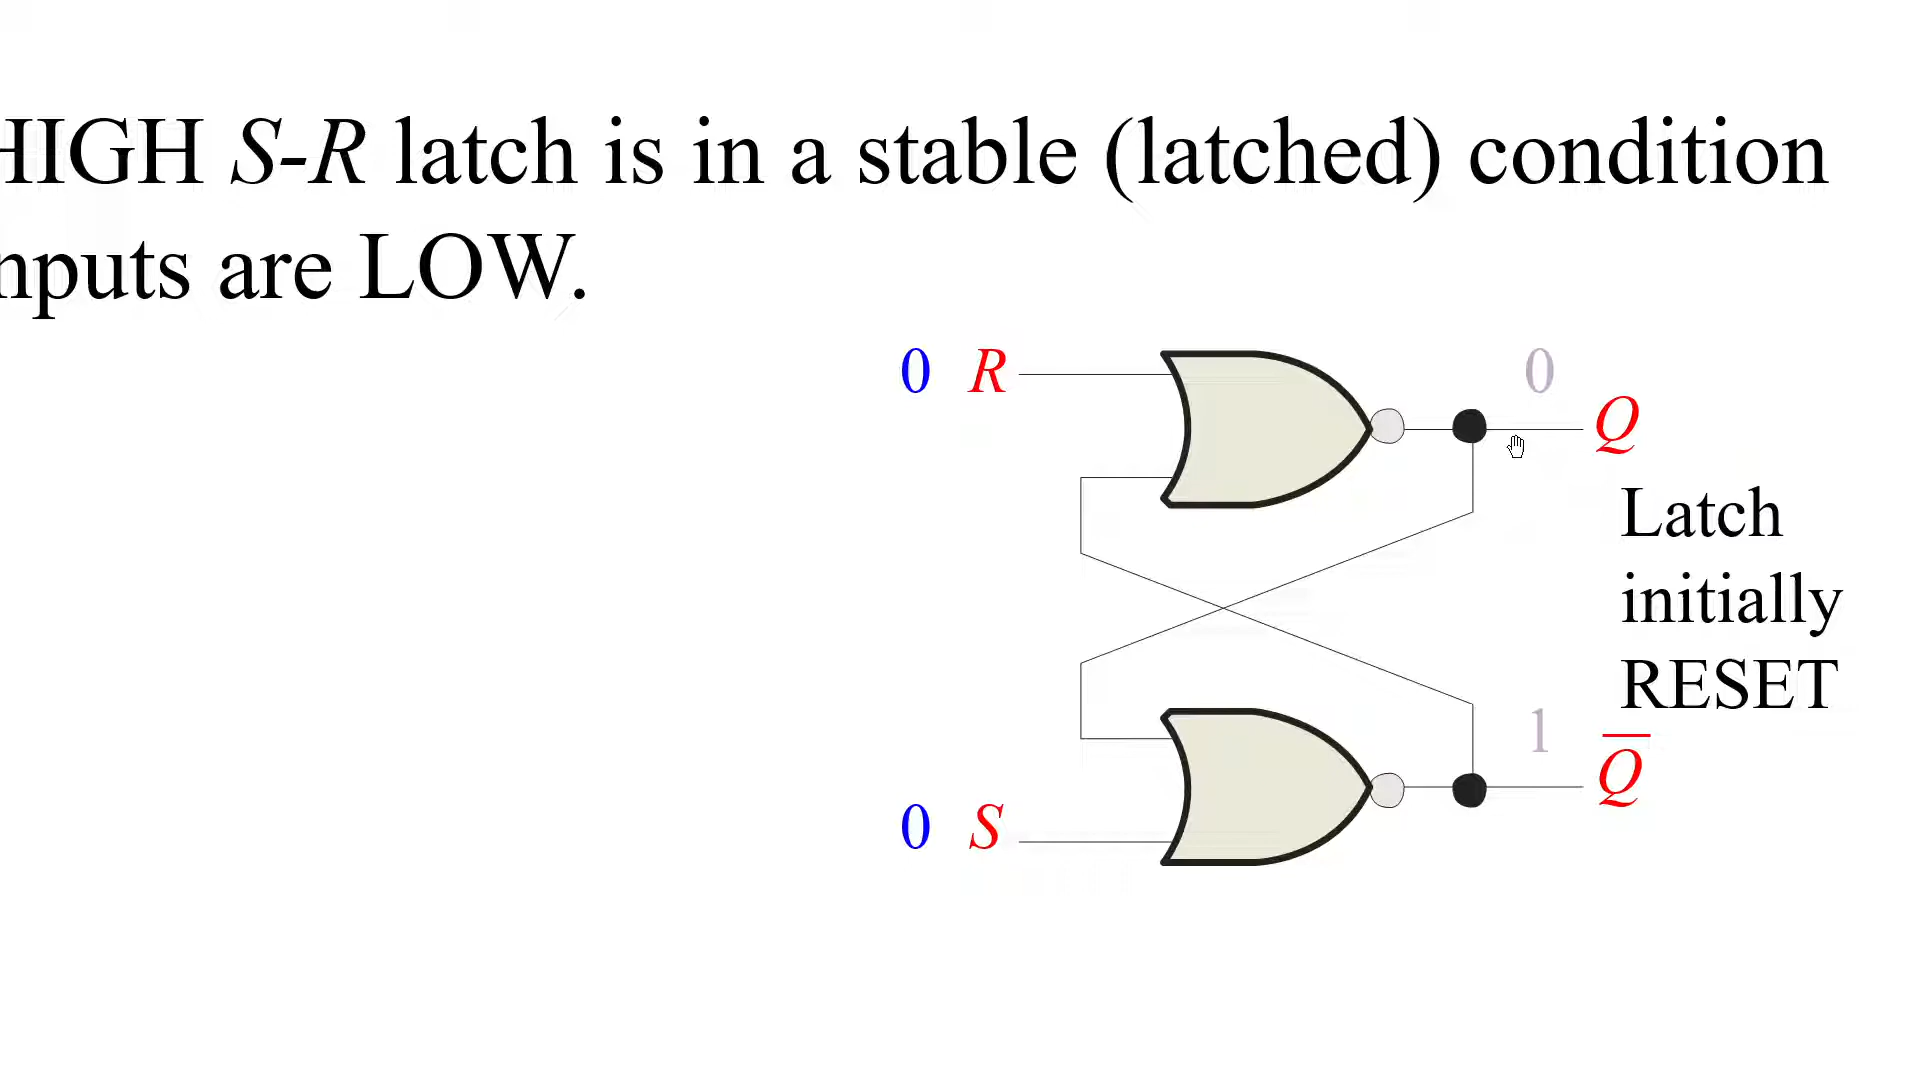 HIGH S-R latch is in a stable (latched) condition
nputs are LOW.
0 R
0
Q
Latch
initially
RESET
1
Q̅
0 S